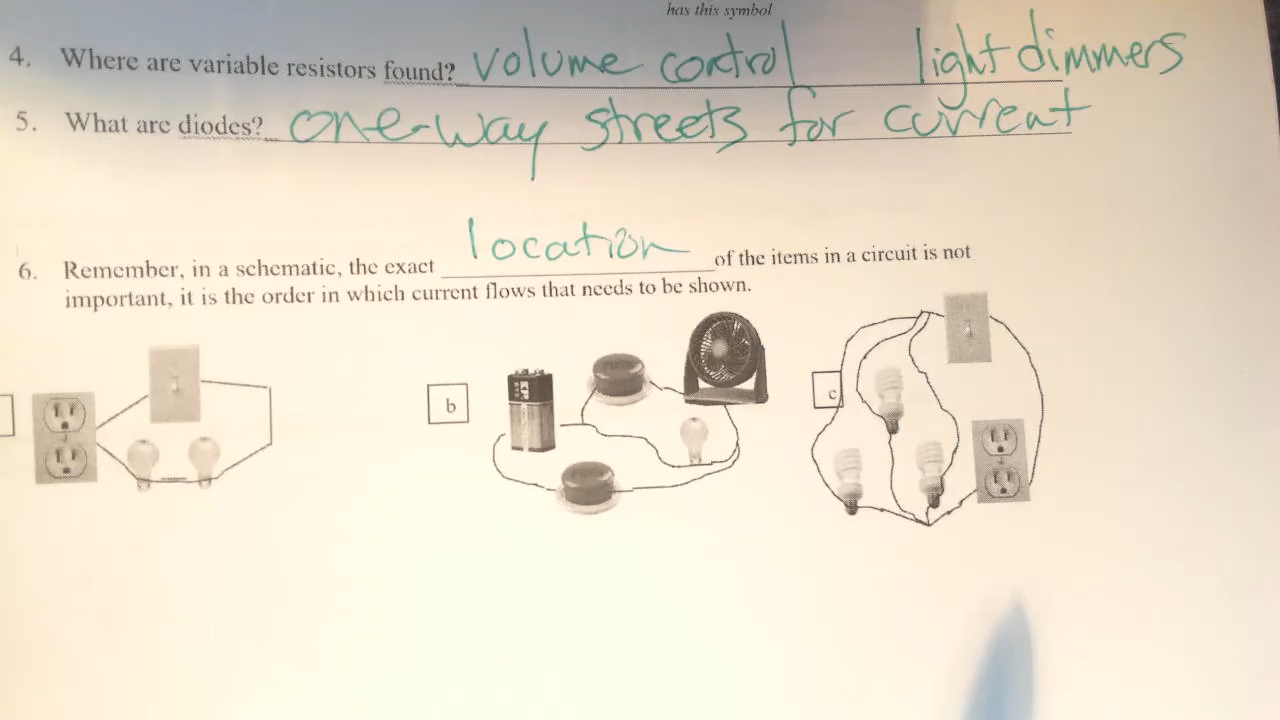 has this symbol
4. Where are variable resistors found? volume control light dimmers
5. What are diodes? one-way streets for current
6. Remember, in a schematic, the exact location of the items in a circuit is not
important, it is the order in which current flows that needs to be shown.
b
c